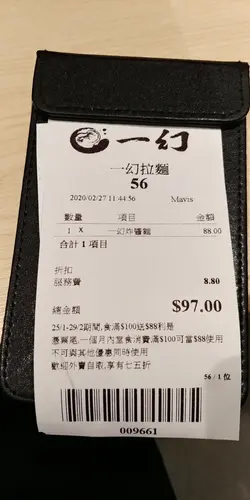 一幻
一幻拉麵
56
2020/02/27 11:44:56 Mavis
數量 項目 金額
1 X 一幻炸醬麵 88.00
合計 1 項目
折扣
服務費 8.80
總金額 $97.00
25/1-29/2期間,食滿$100送$88利是
憑票尾,一個月內堂食消費滿$100可當$88使用
不可與其他優惠同時使用
歡迎外賣自取,享有七五折
56 / 1 位
009661